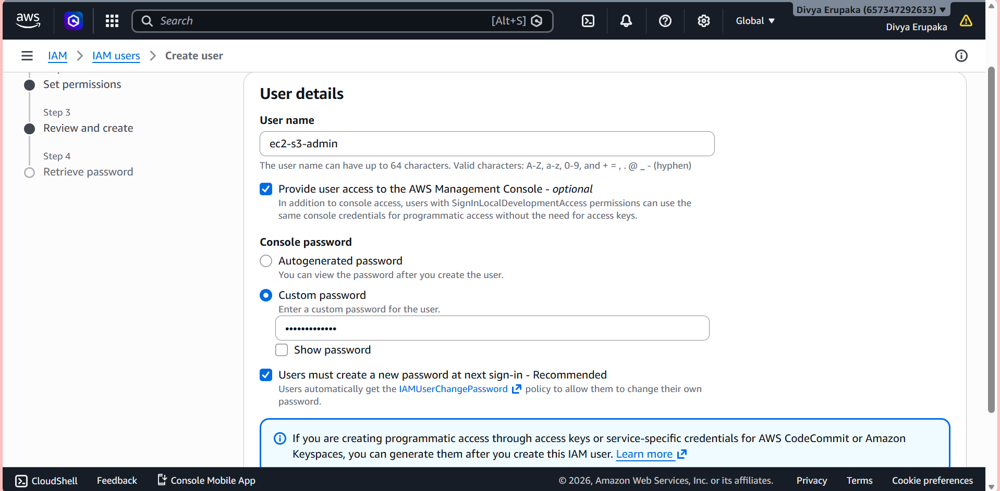 aws
Search
[Alt+S]
Global
Divya Erupaka (657347292633)
Divya Erupaka
IAM
IAM users
Create user
Set permissions
Step 3
Review and create
Step 4
Retrieve password
User details
User name
ec2-s3-admin
The user name can have up to 64 characters. Valid characters: A-Z, a-z, 0-9, and + = , . @ _ - (hyphen)
Provide user access to the AWS Management Console - optional
In addition to console access, users with SignInLocalDevelopmentAccess permissions can use the
same console credentials for programmatic access without the need for access keys.
Console password
Autogenerated password
You can view the password after you create the user.
Custom password
Enter a custom password for the user.
•••••••••••••
Show password
Users must create a new password at next sign-in - Recommended
Users automatically get the IAMUserChangePassword policy to allow them to change their own
password.
If you are creating programmatic access through access keys or service-specific credentials for AWS CodeCommit or Amazon
Keyspaces, you can generate them after you create this IAM user. Learn more
CloudShell
Feedback
Console Mobile App
© 2026, Amazon Web Services, Inc. or its affiliates.
Privacy
Terms
Cookie preferences